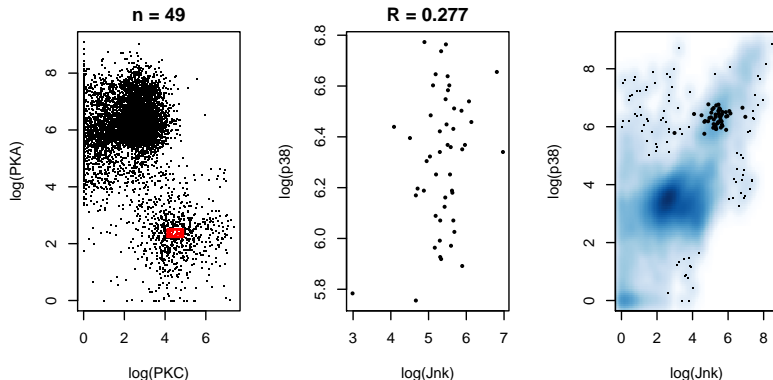 n = 49
log(PKA)
0 2 4 6 8
0 2 4 6
log(PKC)
R = 0.277
log(p38)
5.8 6.0 6.2 6.4 6.6 6.8
3 4 5 6 7
log(Jnk)
log(p38)
0 2 4 6 8
0 2 4 6 8
log(Jnk)